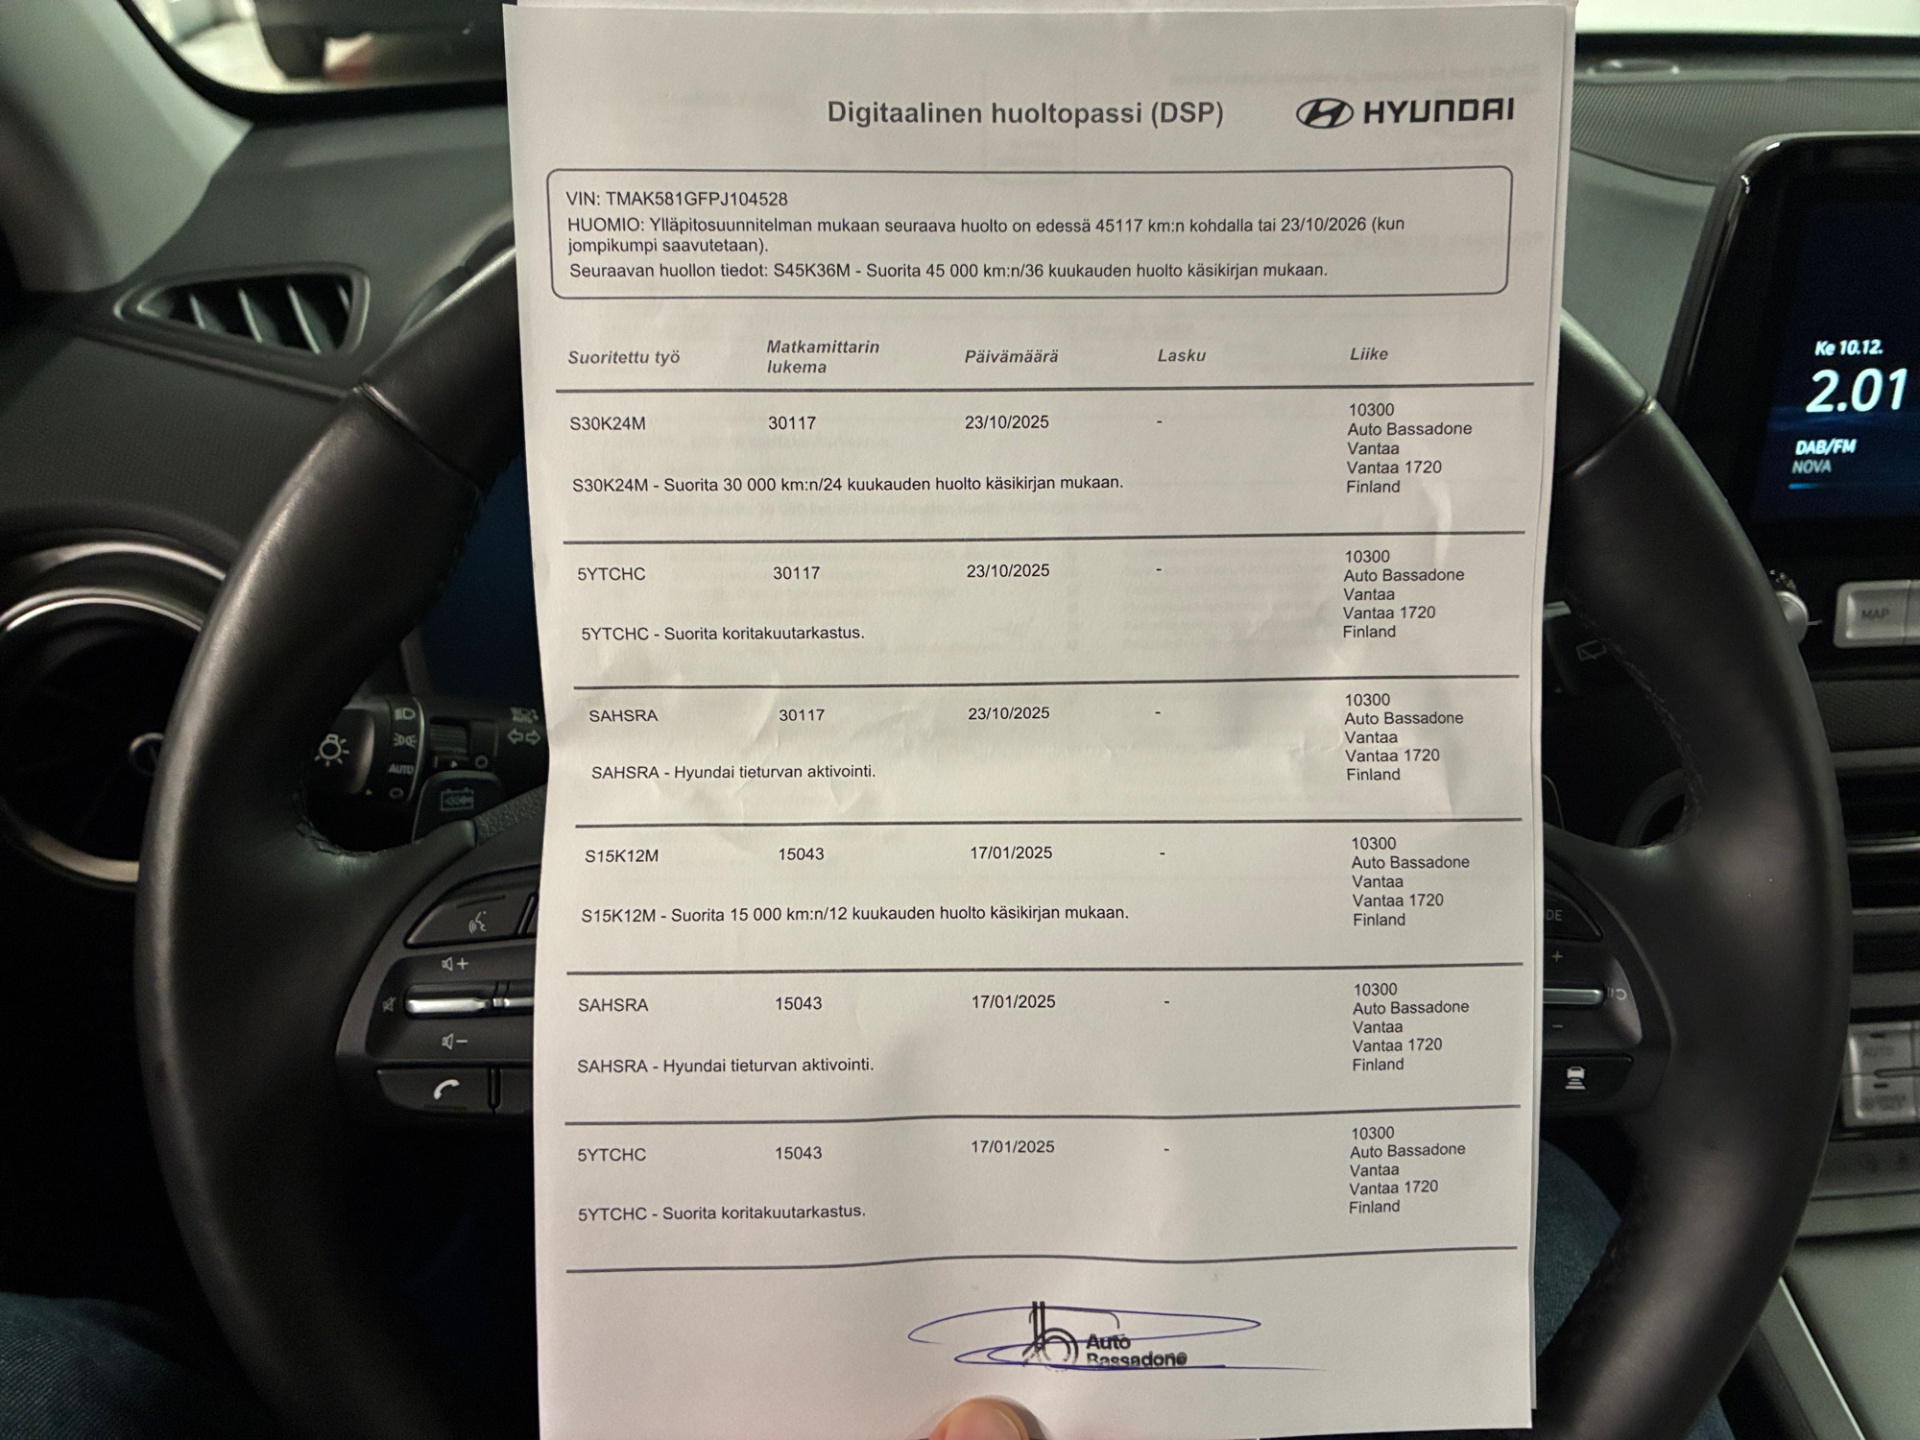 Digitaalinen huoltopassi (DSP)
HYUNDAI
VIN: TMAK581GFPJ104528
HUOMIO: Ylläpitosuunnitelman mukaan seuraava huolto on edessä 45117 km:n kohdalla tai 23/10/2026 (kun
jompikumpi saavutetaan).
Seuraavan huollon tiedot: S45K36M - Suorita 45 000 km:n/36 kuukauden huolto käsikirjan mukaan.
Suoritettu työ
Matkamittarin
lukema
Päivämäärä
Lasku
Liike
S30K24M
30117
23/10/2025
-
10300
Auto Bassadone
Vantaa
Vantaa 1720
Finland
S30K24M - Suorita 30 000 km:n/24 kuukauden huolto käsikirjan mukaan.
5YTCHC
30117
23/10/2025
-
10300
Auto Bassadone
Vantaa
Vantaa 1720
Finland
5YTCHC - Suorita koritakuutarkastus.
SAHSRA
30117
23/10/2025
-
10300
Auto Bassadone
Vantaa
Vantaa 1720
Finland
SAHSRA - Hyundai tieturvan aktivointi.
S15K12M
15043
17/01/2025
-
10300
Auto Bassadone
Vantaa
Vantaa 1720
Finland
S15K12M - Suorita 15 000 km:n/12 kuukauden huolto käsikirjan mukaan.
SAHSRA
15043
17/01/2025
-
10300
Auto Bassadone
Vantaa
Vantaa 1720
Finland
SAHSRA - Hyundai tieturvan aktivointi.
5YTCHC
15043
17/01/2025
-
10300
Auto Bassadone
Vantaa
Vantaa 1720
Finland
5YTCHC - Suorita koritakuutarkastus.
Auto
Bassadone
Ke 10.12.
2.01
DAB/FM
NOVA
MAP
AUTO
AUTO
DE